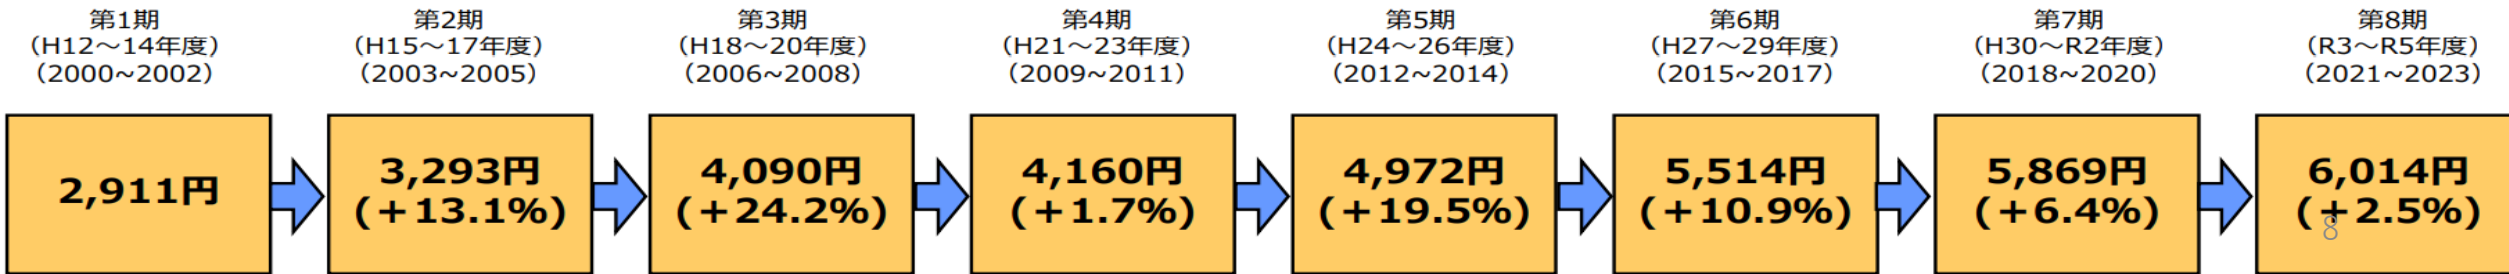 第1期
（H12～14年度）
（2000~2002）
2,911円
第2期
（H15～17年度）
（2003~2005）
3,293円
(＋13.1%)
第3期
（H18～20年度）
（2006~2008）
4,090円
(＋24.2%)
第4期
（H21～23年度）
（2009~2011）
4,160円
(＋1.7%)
第5期
（H24～26年度）
（2012~2014）
4,972円
(＋19.5%)
第6期
（H27～29年度）
（2015~2017）
5,514円
(＋10.9%)
第7期
（H30～R2年度）
（2018~2020）
5,869円
(＋6.4%)
第8期
（R3～R5年度）
（2021~2023）
6,014円
(＋2.5%)
8